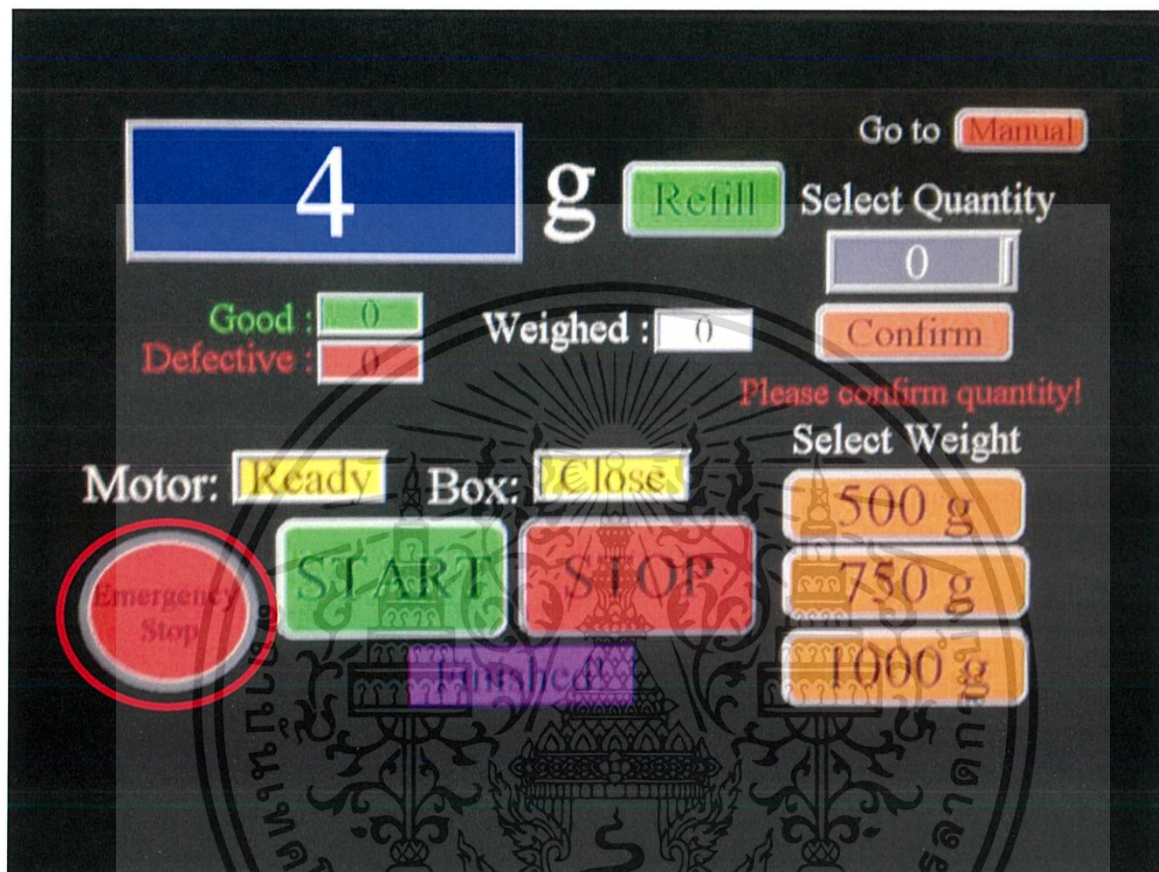 Go to Manual
4 g Refill
Select Quantity
0
Good : 0
Defective : 0
Weighed : 0
Confirm
Please confirm quantity!
Select Weight
Motor: Ready
Box: Close
500 g
750 g
1000 g
START
STOP
Emergency
Stop
Finished